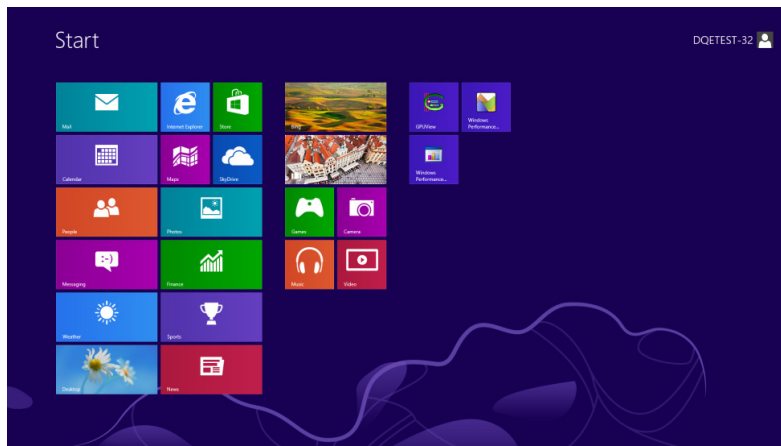 Start
DQETEST-32
Mail
Internet Explorer
Store
Bing
GPUView
Windows
Performance...
Calendar
Maps
SkyDrive
Windows
Performance...
People
Photos
Games
Camera
Messaging
:-)
Finance
Music
Video
Weather
Sports
Desktop
News